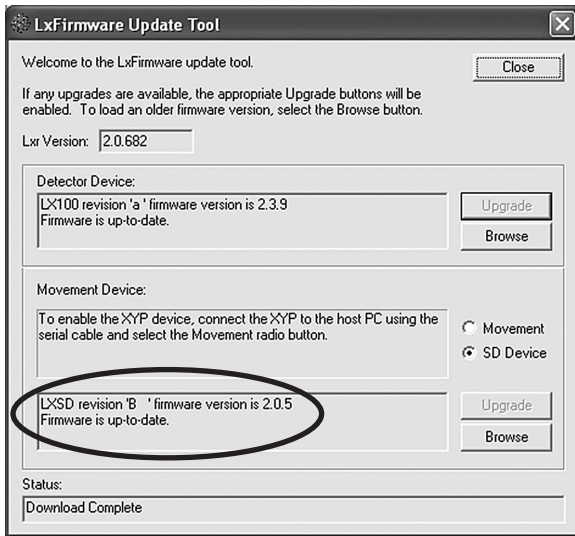 LxFirmware Update Tool
Welcome to the LxFirmware update tool.
Close
If any upgrades are available, the appropriate Upgrade buttons will be
enabled. To load an older firmware version, select the Browse button.
Lxr Version: 2.0.682
Detector Device:
LX100 revision 'a ' firmware version is 2.3.9
Firmware is up-to-date.
Upgrade
Browse
Movement Device:
To enable the XYP device, connect the XYP to the host PC using the
serial cable and select the Movement radio button.
Movement
SD Device
LXSD revision 'B   ' firmware version is 2.0.5
Firmware is up-to-date.
Upgrade
Browse
Status:
Download Complete